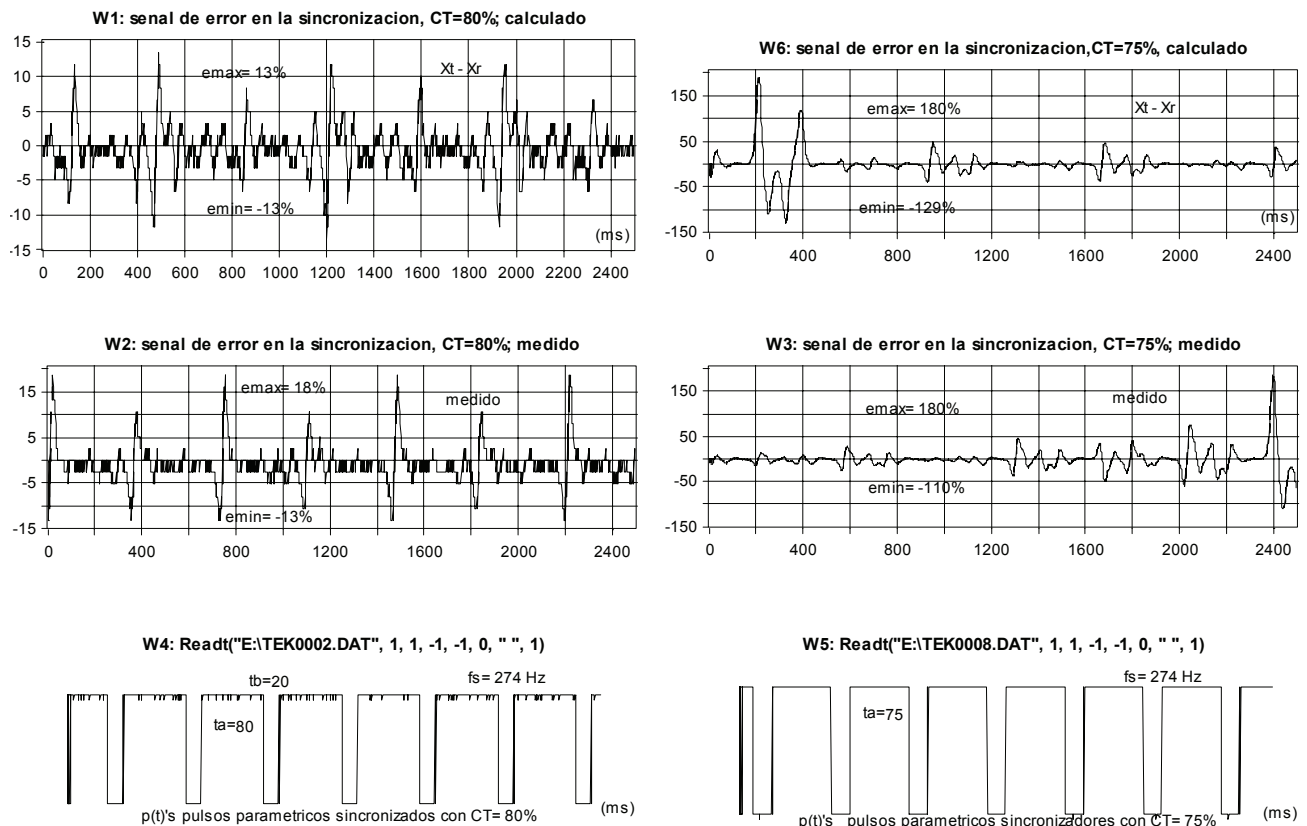 W1: senal de error en la sincronizacion, CT=80%; calculado
15
10
5
0
-5
-10
-15
emax= 13%
Xt - Xr
emin= -13%
(ms)
0 200 400 600 800 1000 1200 1400 1600 1800 2000 2200 2400
W6: senal de error en la sincronizacion,CT=75%, calculado
150
50
-50
-150
emax= 180%
Xt - Xr
emin= -129%
(ms)
0 400 800 1200 1600 2000 2400
W2: senal de error en la sincronizacion, CT=80%; medido
15
5
-5
-15
emax= 18%
medido
emin= -13%
0 400 800 1200 1600 2000 2400
W3: senal de error en la sincronizacion, CT=75%; medido
150
50
-50
-150
emax= 180%
medido
emin= -110%
0 400 800 1200 1600 2000 2400
W4: Readt("E:\TEK0002.DAT", 1, 1, -1, -1, 0, " ", 1)
tb=20
fs= 274 Hz
ta=80
(ms)
p(t)'s pulsos parametricos sincronizados con CT= 80%
W5: Readt("E:\TEK0008.DAT", 1, 1, -1, -1, 0, " ", 1)
fs= 274 Hz
ta=75
(ms)
p(t)'s pulsos parametricos sincronizadores con CT= 75%